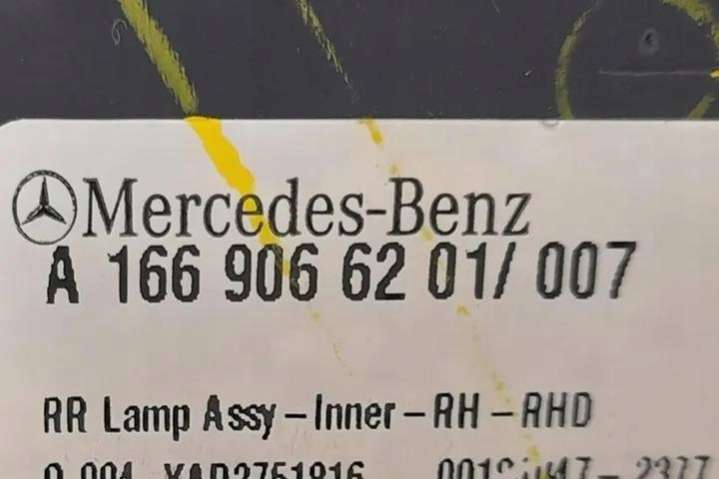 Mercedes-Benz
A 166 906 62 01/ 007
RR Lamp Assy-Inner-RH-RHD